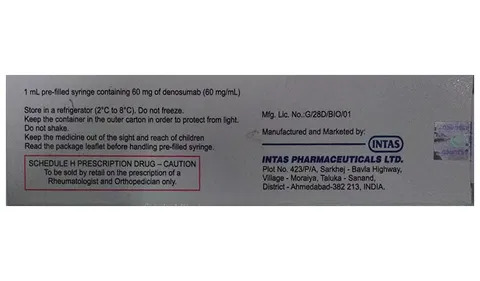 1 mL pre-filled syringe containing 60 mg of denosumab (60 mg/mL)
Store in a refrigerator (2°C to 8°C). Do not freeze.
Keep the container in the outer carton in order to protect from light.
Do not shake.
Keep the medicine out of the sight and reach of children
Read the package leaflet before handling pre-filled syringe.
SCHEDULE H PRESCRIPTION DRUG – CAUTION
To be sold by retail on the prescription of a
Rheumatologist and Orthopedician only.
Mfg. Lic. No.:G/28D/BIO/01
Manufactured and Marketed by:
INTAS
INTAS PHARMACEUTICALS LTD.
Plot No. 423/P/A, Sarkhej - Bavla Highway,
Village - Moraiya, Taluka - Sanand,
District - Ahmedabad-382 213, INDIA.